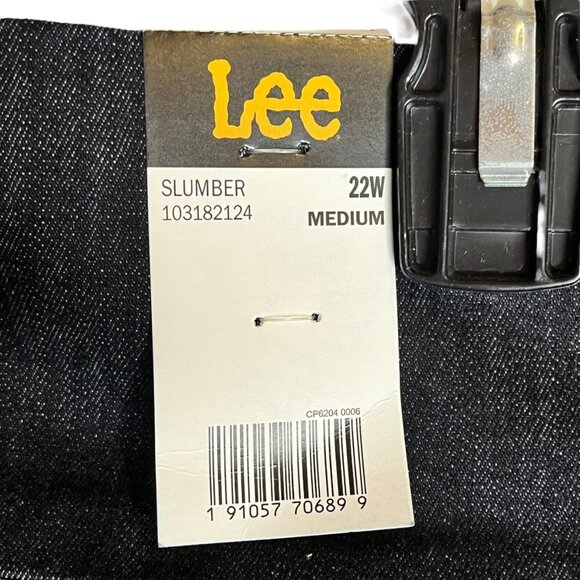 Lee
SLUMBER 22W
103182124 MEDIUM
CP6204 0006
1 91057 70689 9